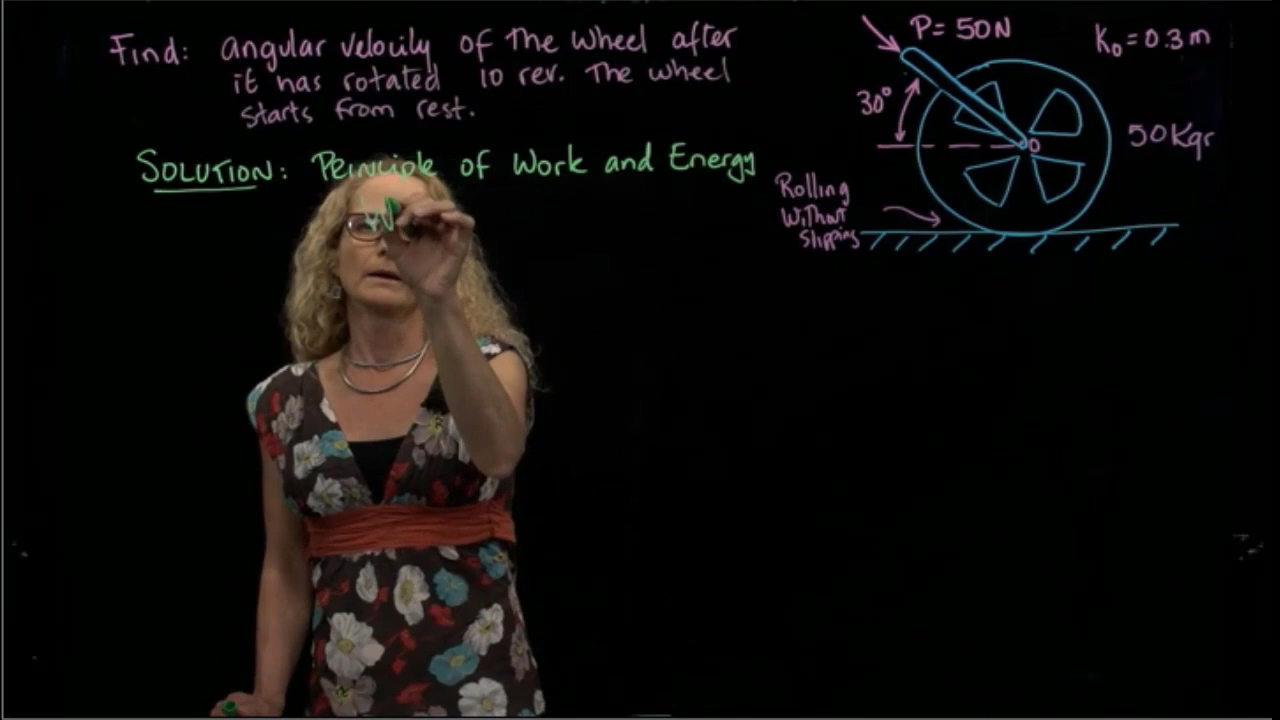 Find: angular velocity of the wheel after
it has rotated 10 rev. The wheel
starts from rest.
SOLUTION: Principle of Work and Energy
W
P = 50N
K₀ = 0.3 m
30°
O
50 Kgr
Rolling
Without
Slipping